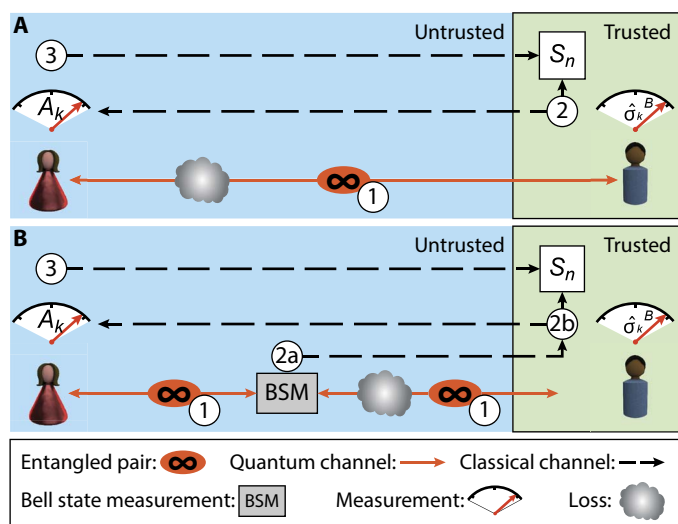 A
Untrusted
Trusted
3
S_n
A_k
2
σ̂_k^B
∞
1
B
Untrusted
Trusted
3
S_n
A_k
2b
σ̂_k^B
2a
∞
1
BSM
∞
1
Entangled pair: ∞ Quantum channel: Classical channel:
Bell state measurement: BSM Measurement: Loss: